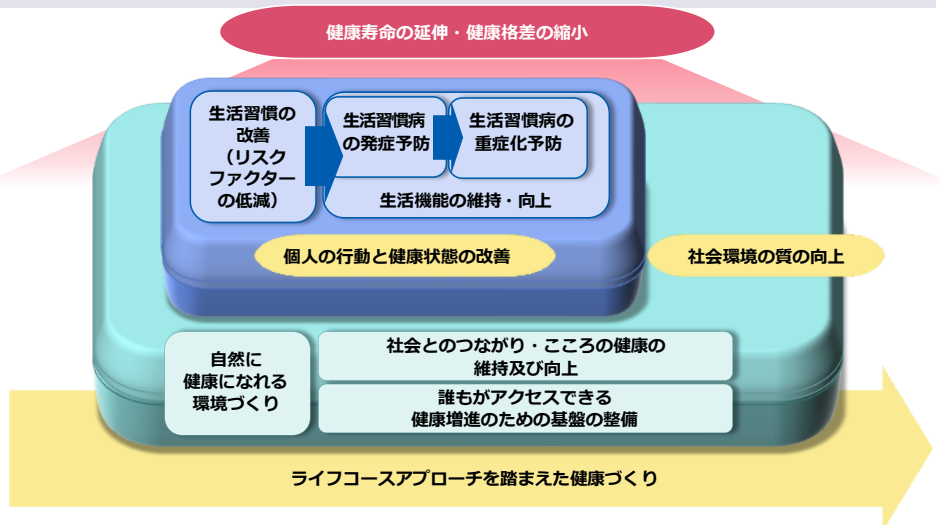 健康寿命の延伸・健康格差の縮小
生活習慣の
改善
（リスク
ファクター
の低減）
生活習慣病
の発症予防
生活習慣病の
重症化予防
生活機能の維持・向上
個人の行動と健康状態の改善
社会環境の質の向上
自然に
健康になれる
環境づくり
社会とのつながり・こころの健康の
維持及び向上
誰もがアクセスできる
健康増進のための基盤の整備
ライフコースアプローチを踏まえた健康づくり